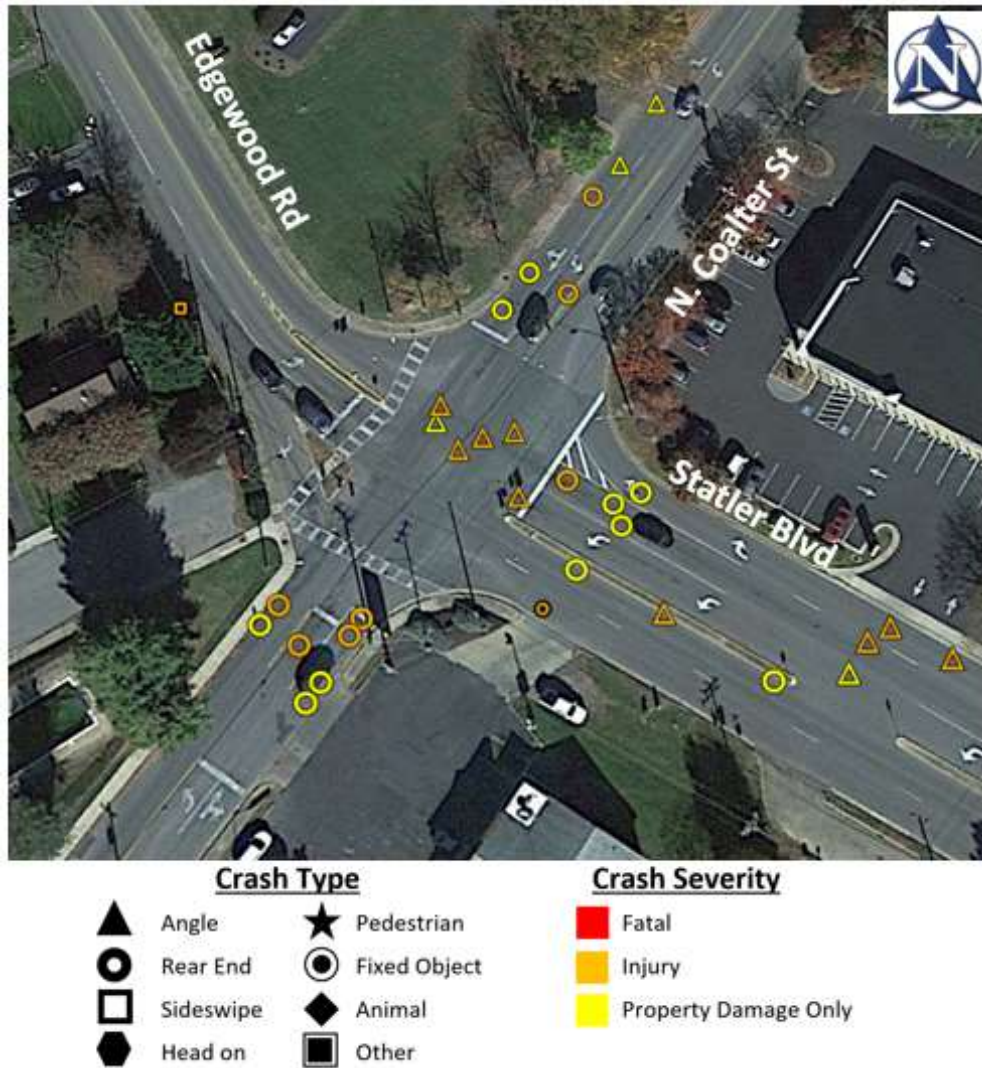 N
Edgewood Rd
N. Coalter St
Statler Blvd
Crash Type
Crash Severity
Angle
Pedestrian
Fatal
Rear End
Fixed Object
Injury
Sideswipe
Animal
Property Damage Only
Head on
Other